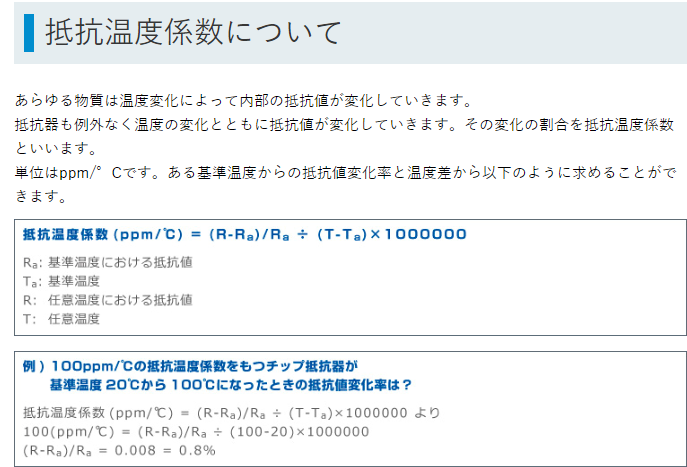 抵抗温度係数について
あらゆる物質は温度変化によって内部の抵抗値が変化していきます。
抵抗器も例外なく温度の変化とともに抵抗値が変化していきます。その変化の割合を抵抗温度係数
といいます。
単位はppm/°Cです。ある基準温度からの抵抗値変化率と温度差から以下のように求めることがで
きます。
抵抗温度係数 (ppm/℃) = (R-Ra)/Ra ÷ (T-Ta)×1000000
Ra: 基準温度における抵抗値
Ta: 基準温度
R: 任意温度における抵抗値
T: 任意温度
例) 100ppm/℃の抵抗温度係数をもつチップ抵抗器が
基準温度 20℃から 100℃になったときの抵抗値変化率は？
抵抗温度係数 (ppm/℃) = (R-Ra)/Ra ÷ (T-Ta)×1000000 より
100(ppm/℃) = (R-Ra)/Ra ÷ (100-20)×1000000
(R-Ra)/Ra = 0.008 = 0.8%